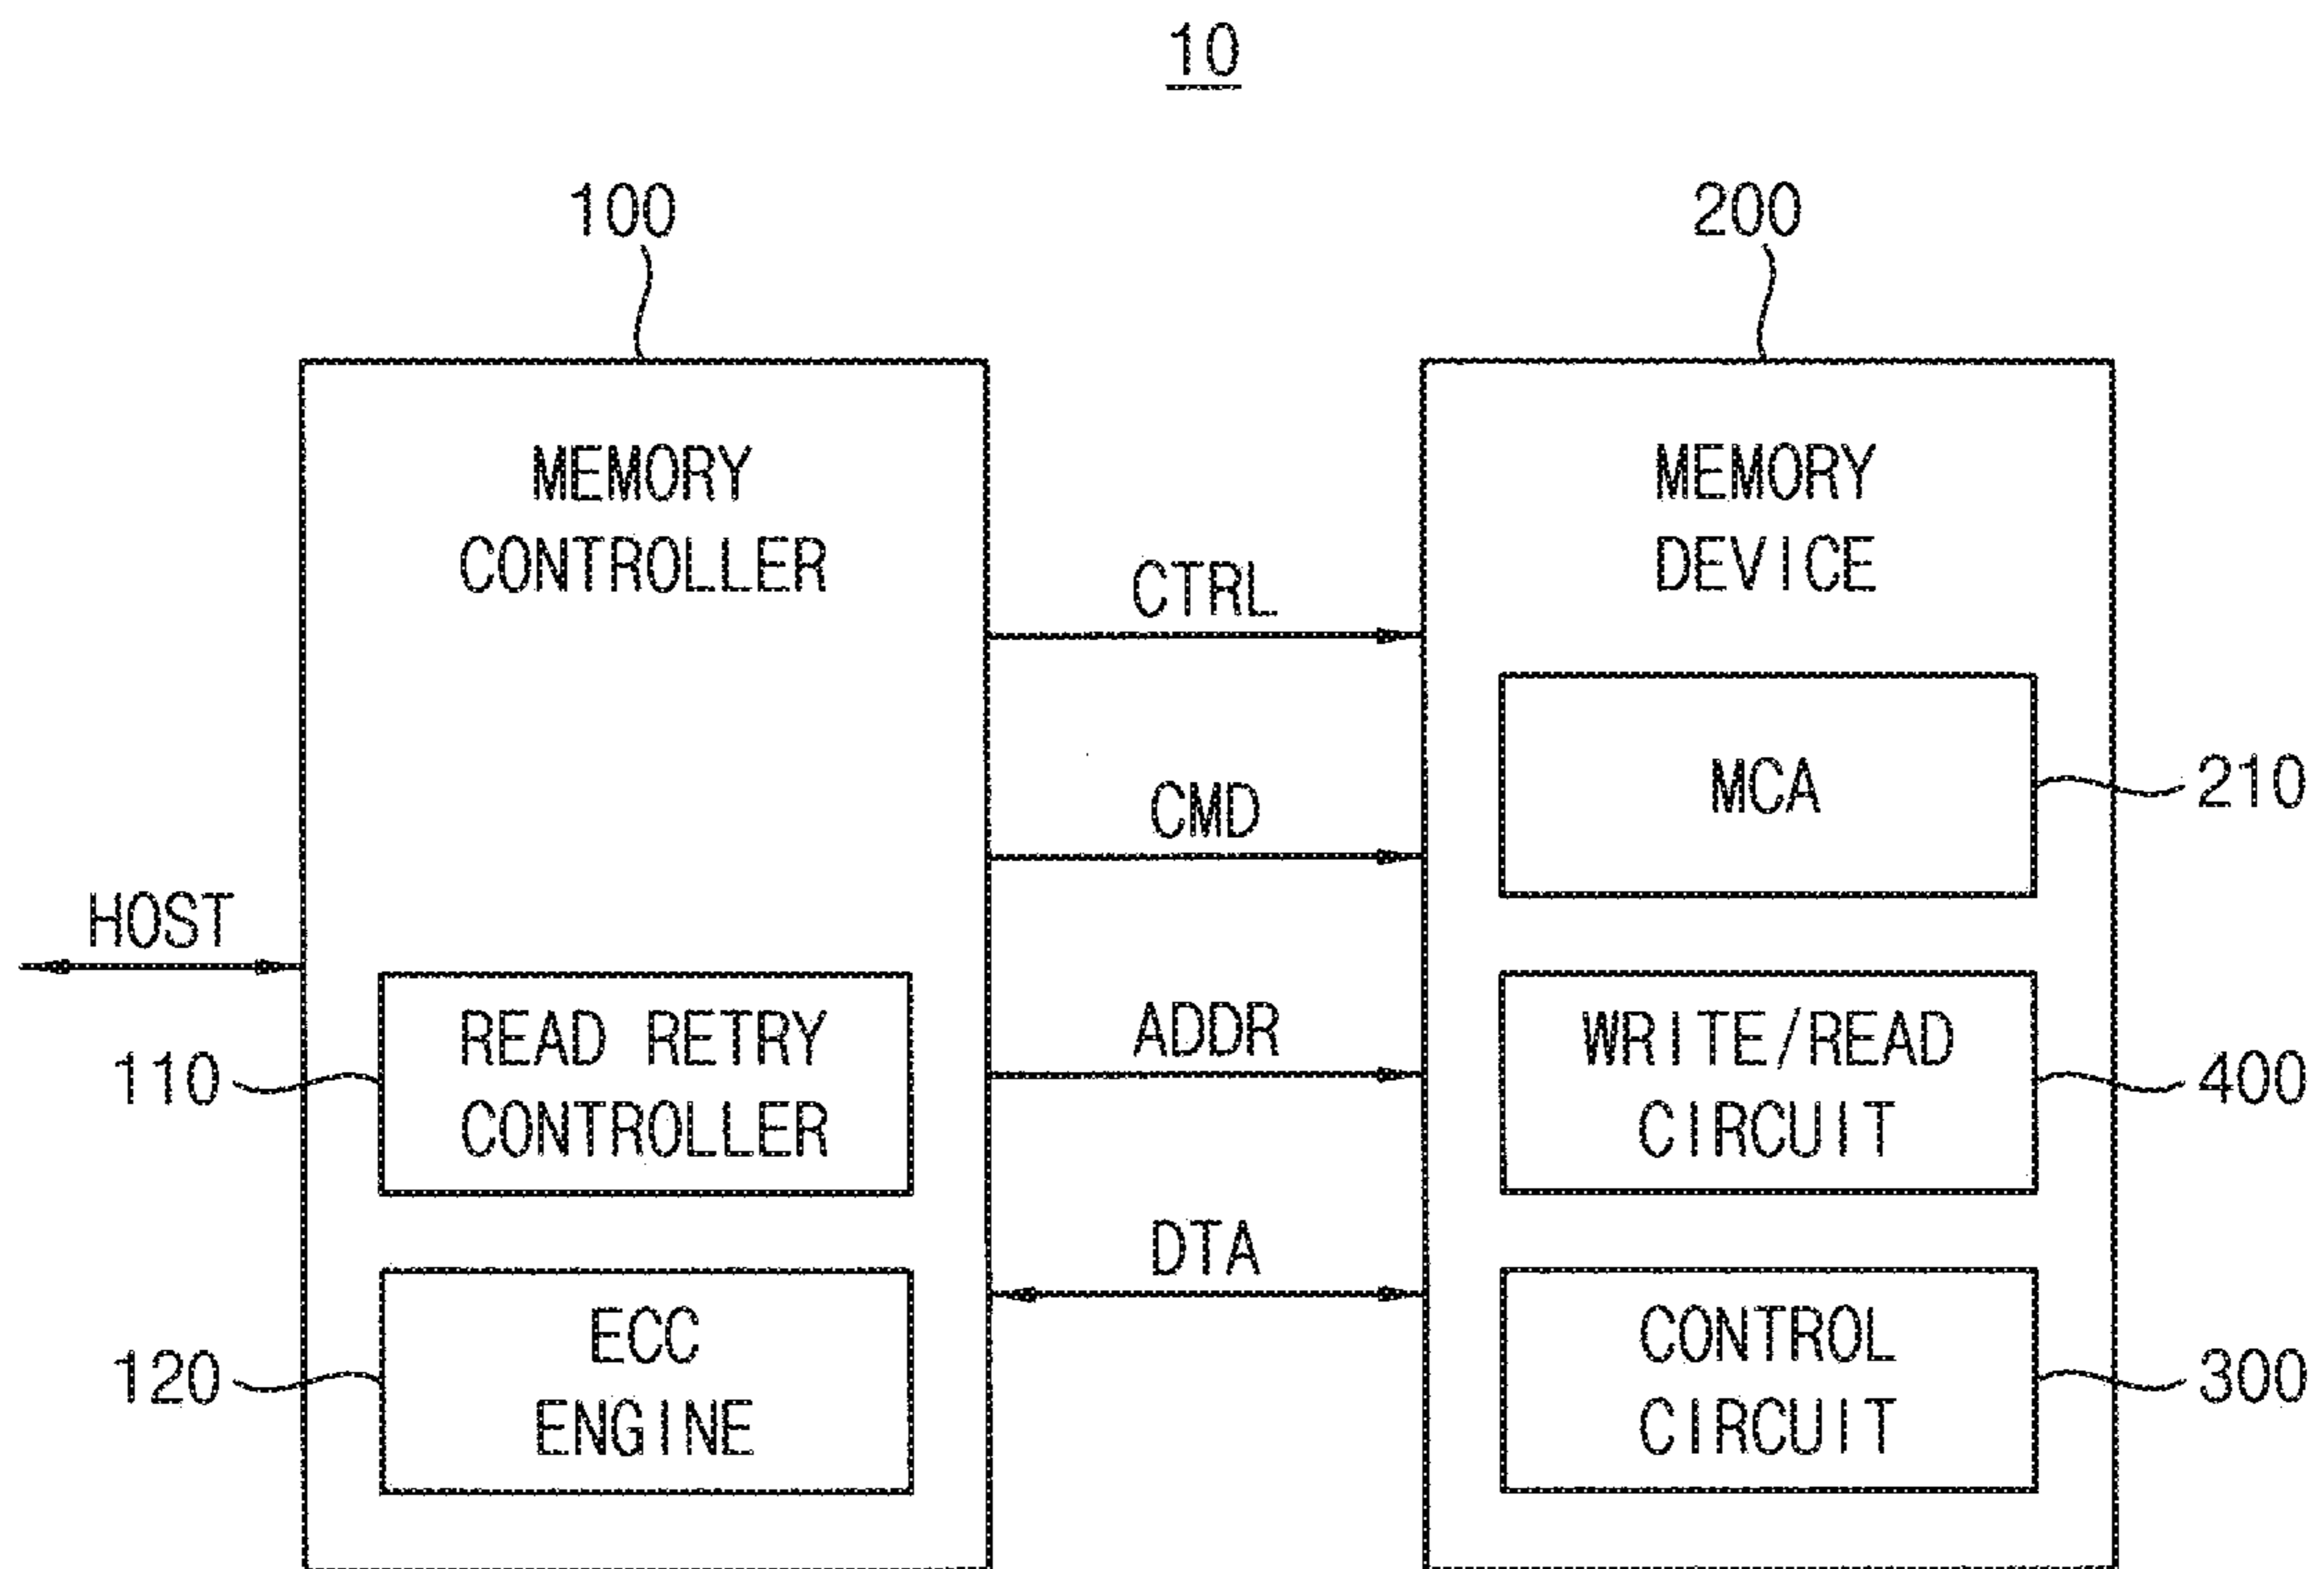 10
100
200
MEMORY
CONTROLLER
MEMORY
DEVICE
CTRL
MCA
210
CMD
HOST
READ RETRY
CONTROLLER
110
ADDR
WRITE/READ
CIRCUIT
400
DTA
ECC
ENGINE
120
CONTROL
CIRCUIT
300